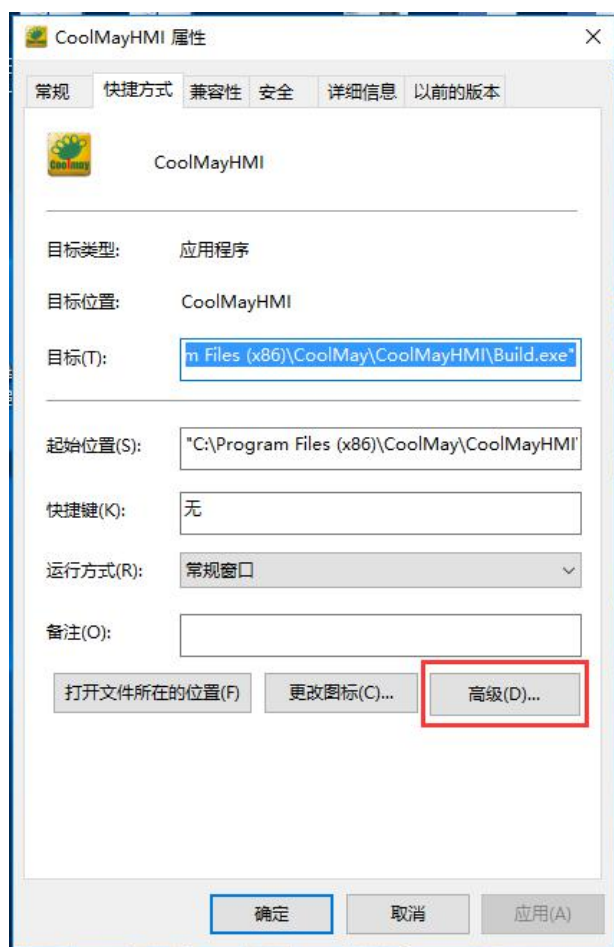 CoolMayHMI 属性
常规 快捷方式 兼容性 安全 详细信息 以前的版本
Coolmay
CoolMayHMI
目标类型: 应用程序
目标位置: CoolMayHMI
目标(T): m Files (x86)\CoolMay\CoolMayHMI\Build.exe"
起始位置(S): "C:\Program Files (x86)\CoolMay\CoolMayHMI\
快捷键(K): 无
运行方式(R): 常规窗口
备注(O):
打开文件所在的位置(F) 更改图标(C)... 高级(D)...
确定 取消 应用(A)